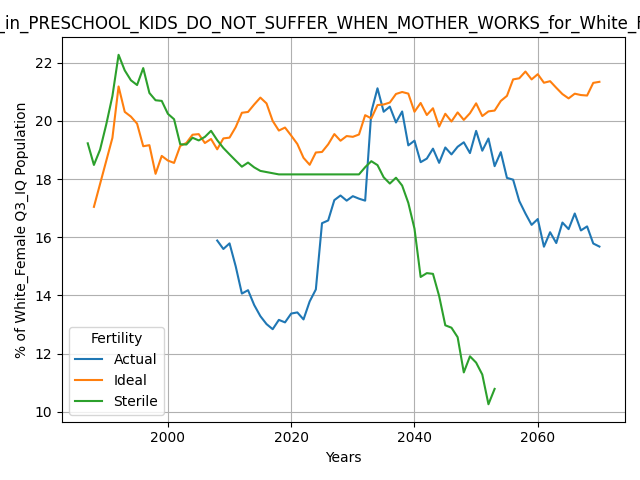 _in_PRESCHOOL_KIDS_DO_NOT_SUFFER_WHEN_MOTHER_WORKS_for_White_F
% of White_Female Q3_IQ Population
22
20
18
16
14
12
10
Fertility
Actual
Ideal
Sterile
2000
2020
2040
2060
Years